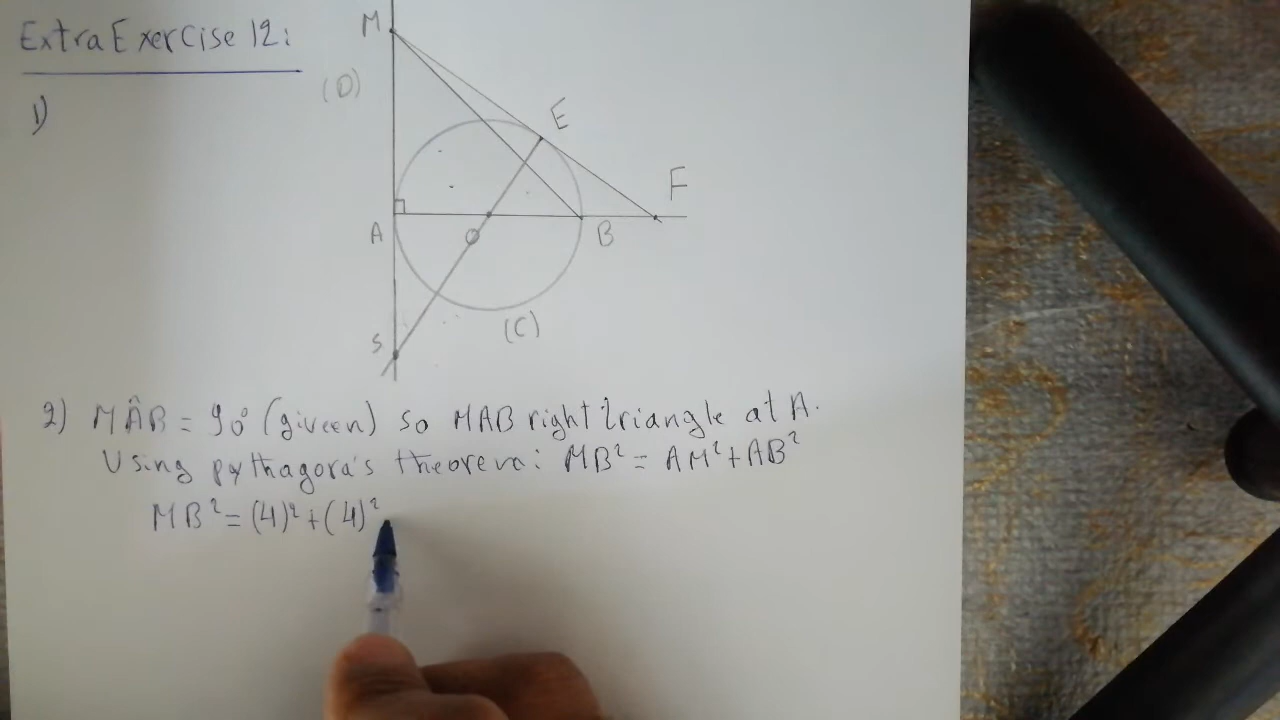 Extra Exercise 12:
1)
M
(D)
E
F
A
O
B
S
(C)
2) MÂB = 90° (giveen) so MAB right triangle at A.
Using pythagora's theorem: MB² = AM² + AB²
MB² = (4)² + (4)²